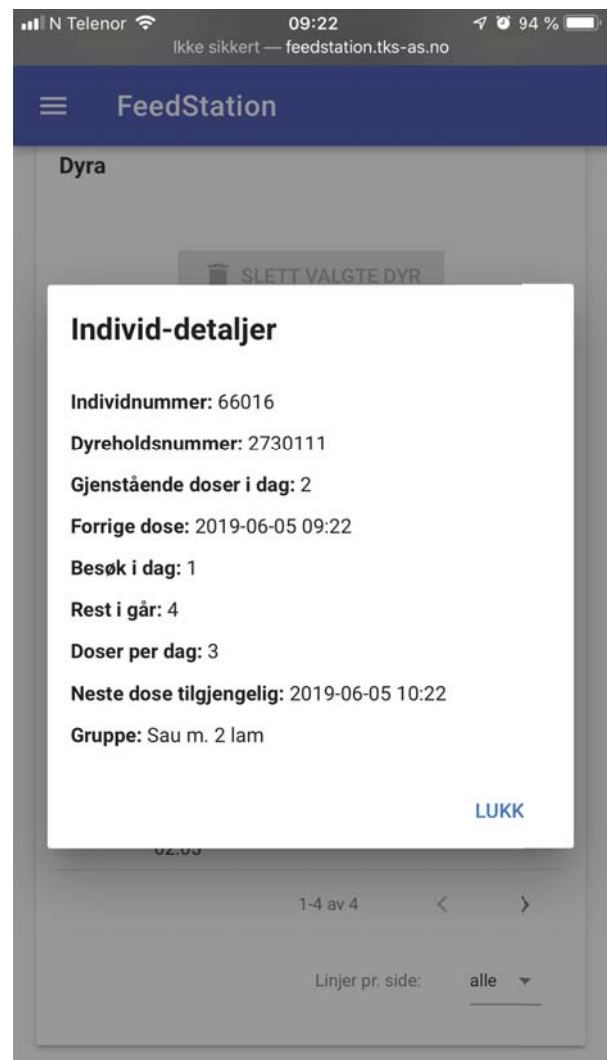 N Telenor 09:22 94 %
Ikke sikkert — feedstation.tks-as.no
FeedStation
Dyra
SLETT VALGTE DYR
Individ-detaljer
Individnummer: 66016
Dyreholdsnummer: 2730111
Gjenstående doser i dag: 2
Forrige dose: 2019-06-05 09:22
Besøk i dag: 1
Rest i går: 4
Doser per dag: 3
Neste dose tilgjengelig: 2019-06-05 10:22
Gruppe: Sau m. 2 lam
LUKK
1-4 av 4
Linjer pr. side: alle